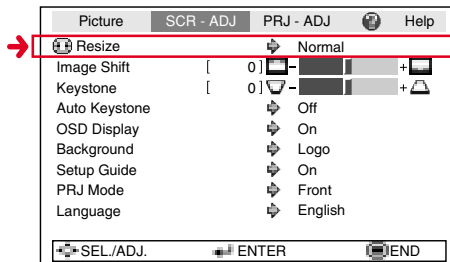 Picture SCR - ADJ PRJ - ADJ ? Help
Resize Normal
Image Shift [ 0] - +
Keystone [ 0] - +
Auto Keystone Off
OSD Display On
Background Logo
Setup Guide On
PRJ Mode Front
Language English
SEL./ADJ. ENTER END